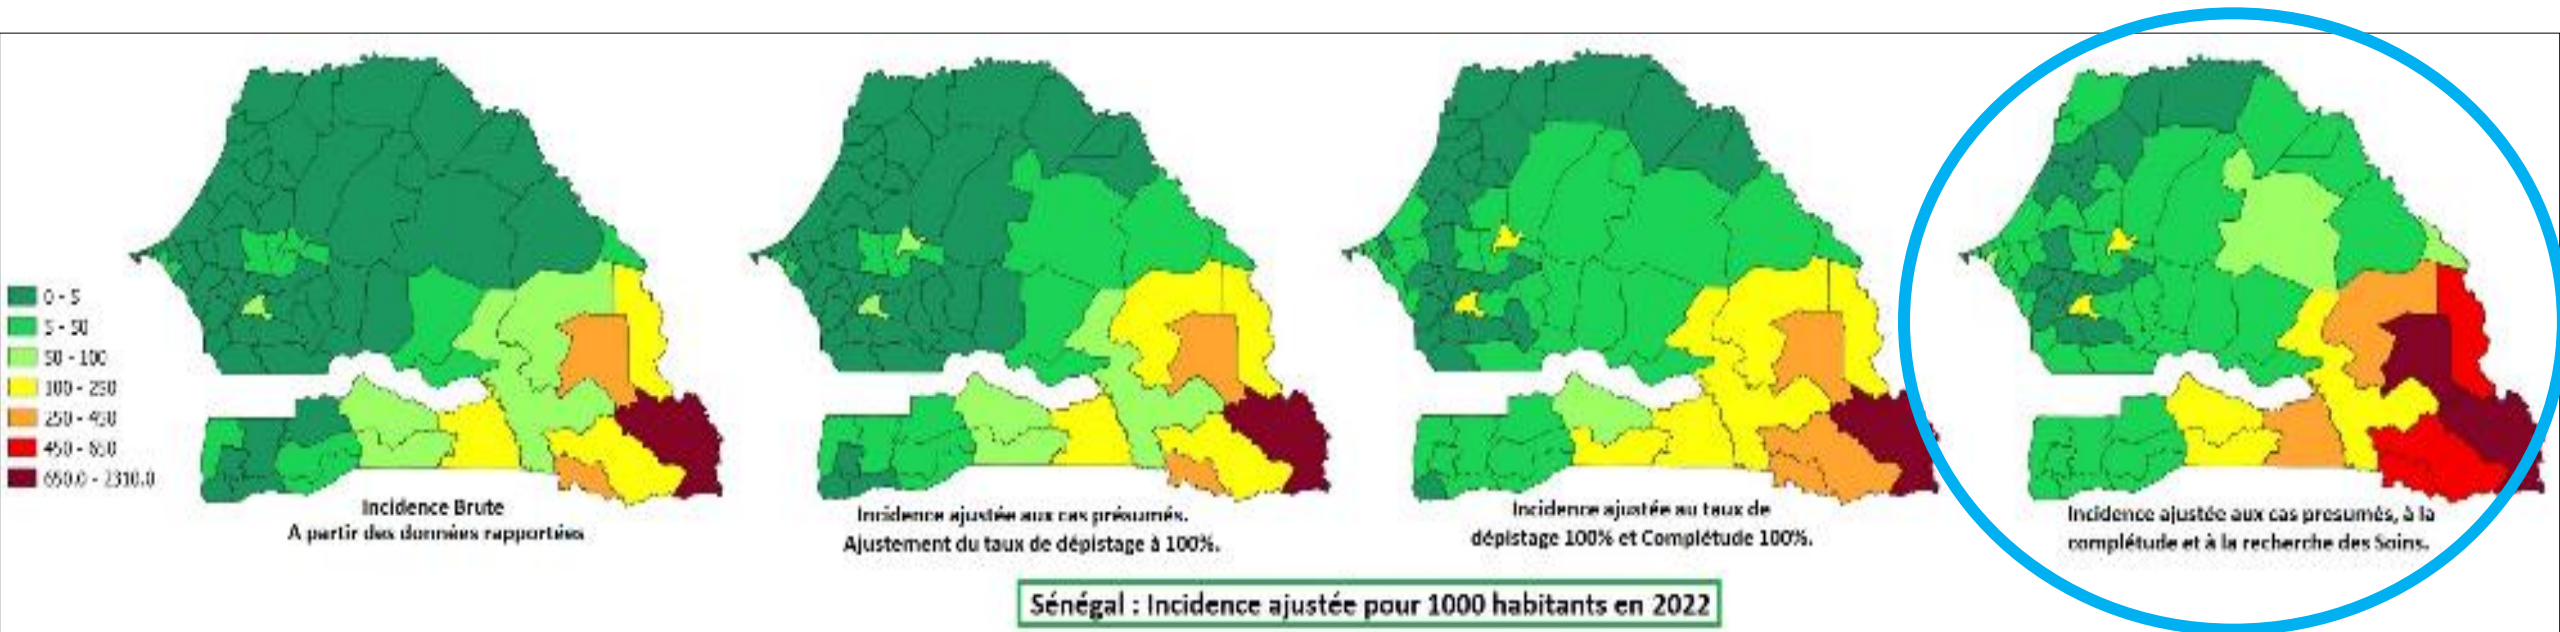 0 - 5
5 - 50
50 - 100
100 - 250
250 - 450
450 - 650
650.0 - 2310.0
Incidence Brute
A partir des données rapportées
Incidence ajustée aux cas présumés.
Ajustement du taux de dépistage à 100%.
Incidence ajustée au taux de
dépistage 100% et Complétude 100%.
Incidence ajustée aux cas presumés, à la
complétude et à la recherche des Soins.
Sénégal : Incidence ajustée pour 1000 habitants en 2022